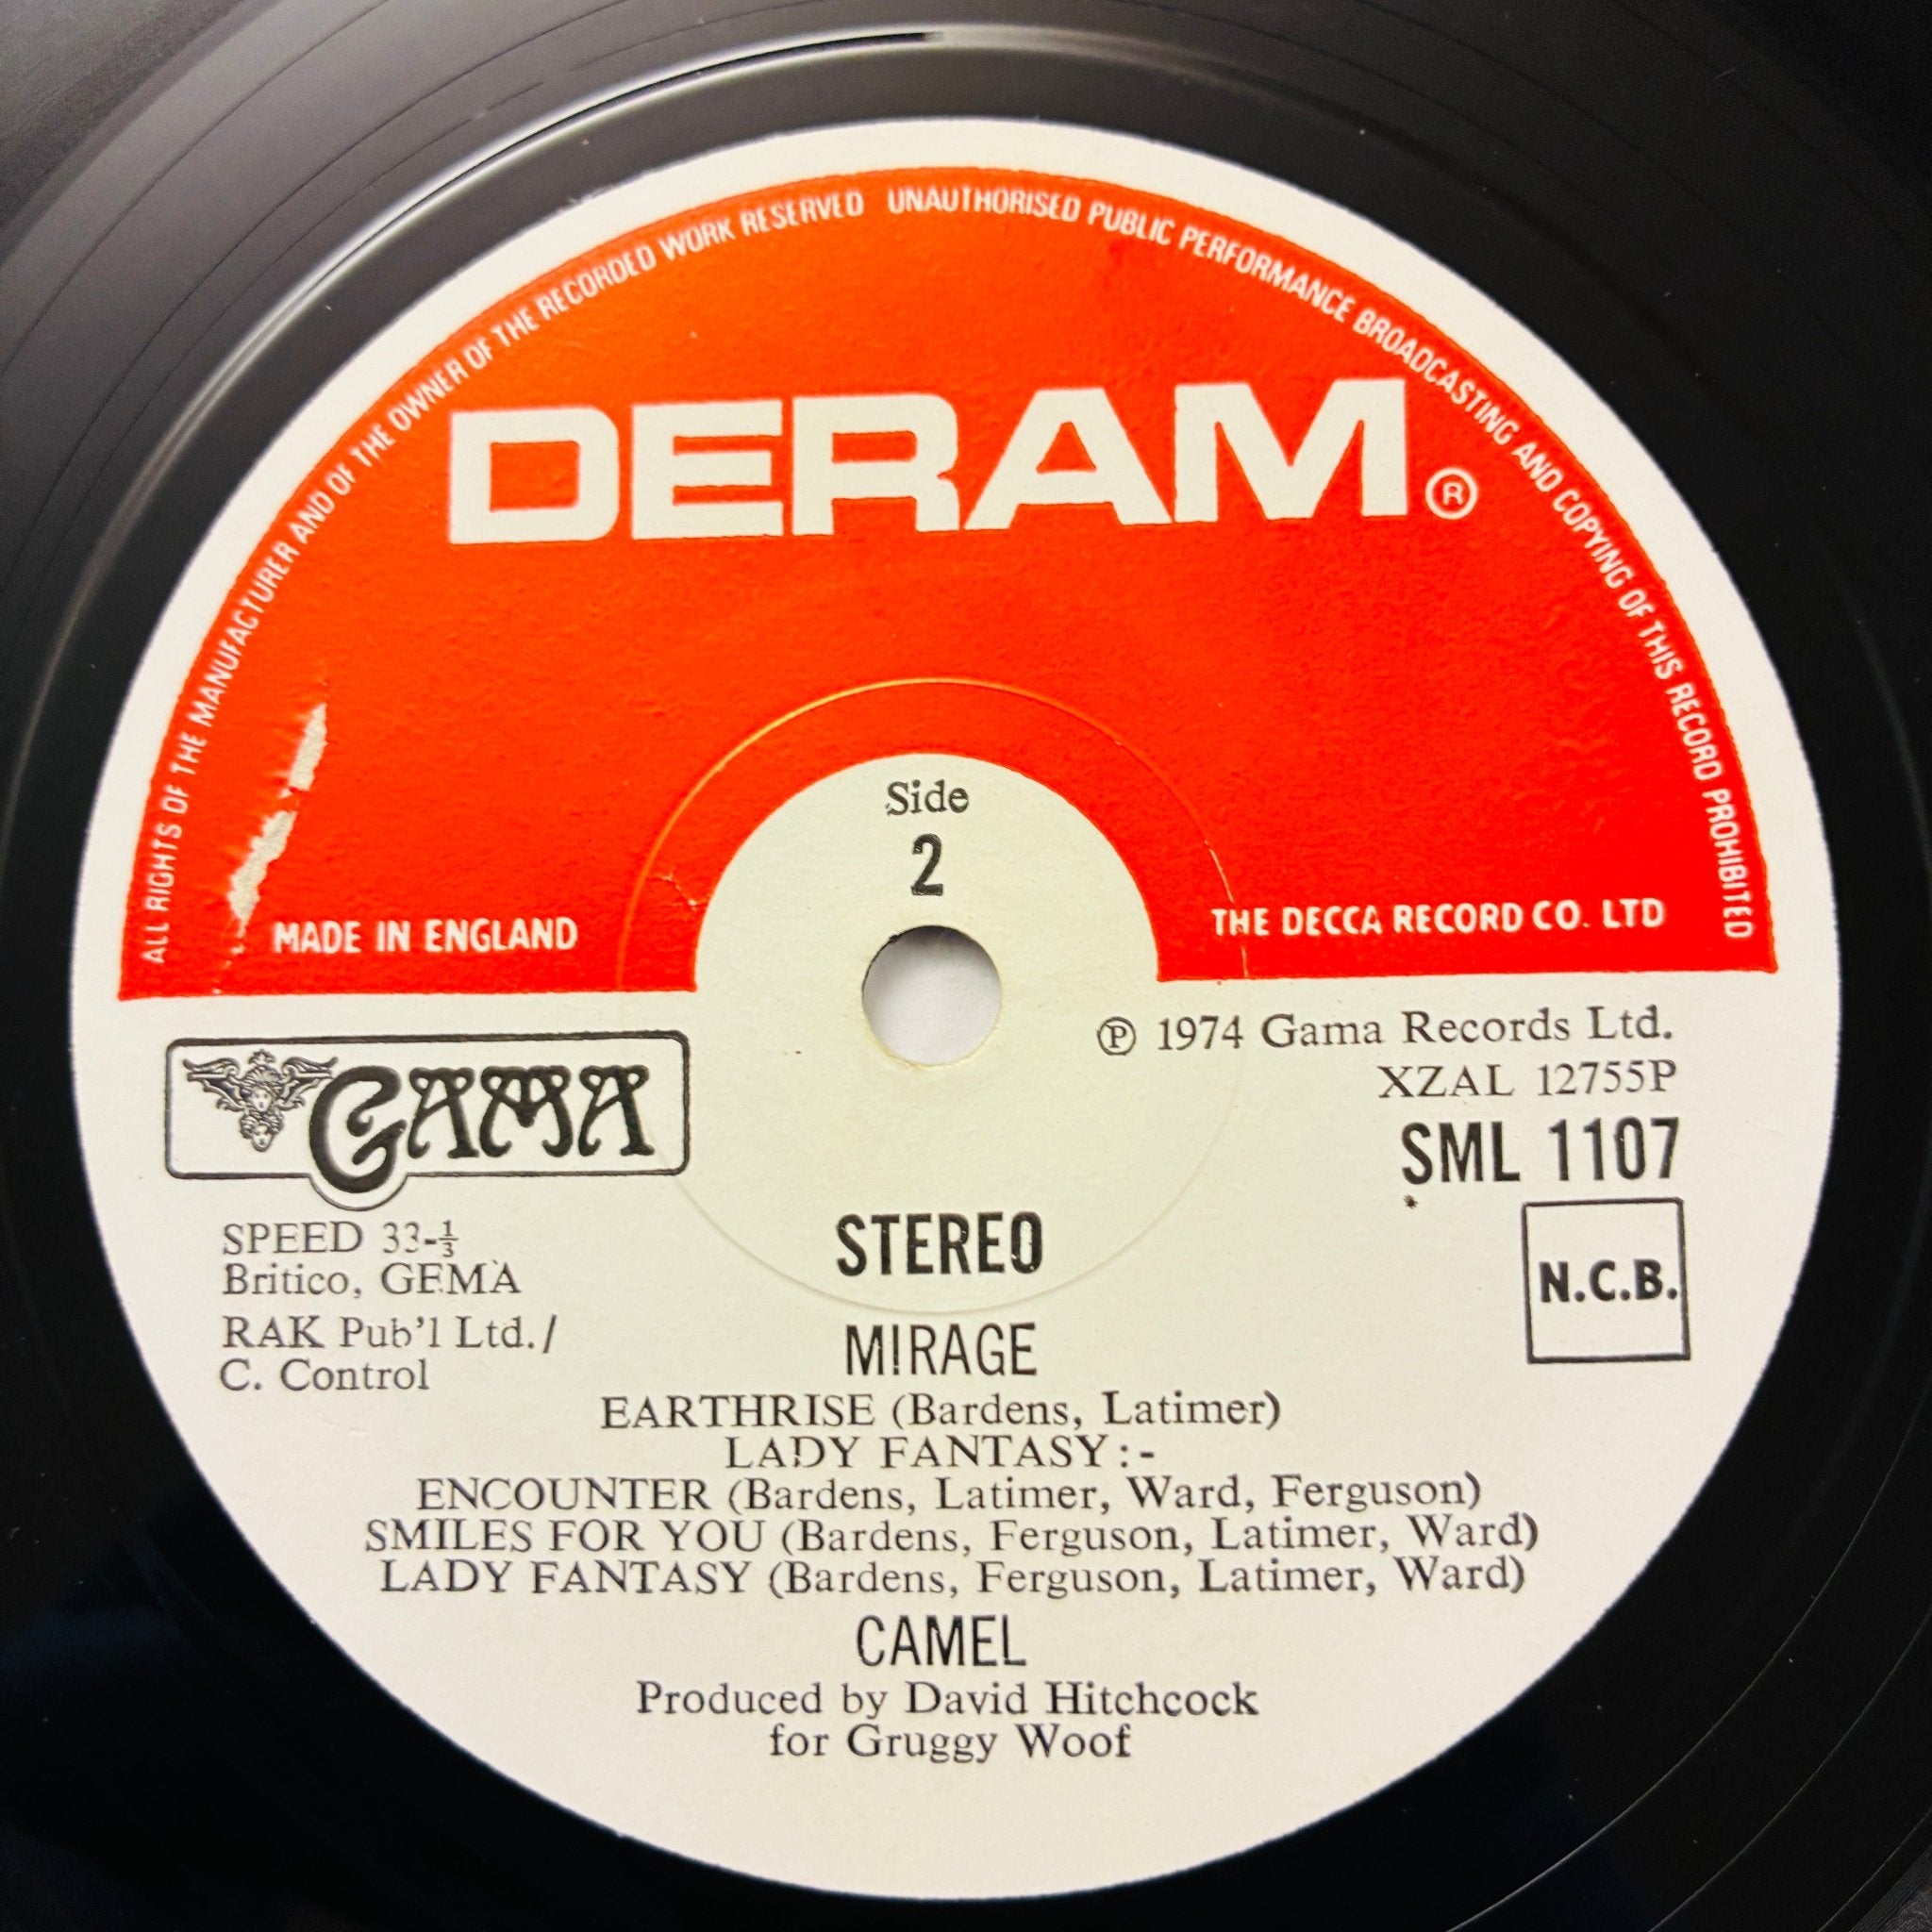 ALL RIGHTS OF THE MANUFACTURER AND OF THE OWNER OF THE RECORDED WORK RESERVED UNAUTHORISED PUBLIC PERFORMANCE BROADCASTING AND COPYING OF THIS RECORD PROHIBITED
DERAM®
Side
2
MADE IN ENGLAND
THE DECCA RECORD CO. LTD
GAMA
℗ 1974 Gama Records Ltd.
XZAL 12755P
SML 1107
N.C.B.
SPEED 33-⅓
Britico, GEMA
RAK Pub'l Ltd./
C. Control
STEREO
MIRAGE
EARTHRISE (Bardens, Latimer)
LADY FANTASY:-
ENCOUNTER (Bardens, Latimer, Ward, Ferguson)
SMILES FOR YOU (Bardens, Ferguson, Latimer, Ward)
LADY FANTASY (Bardens, Ferguson, Latimer, Ward)
CAMEL
Produced by David Hitchcock
for Gruggy Woof